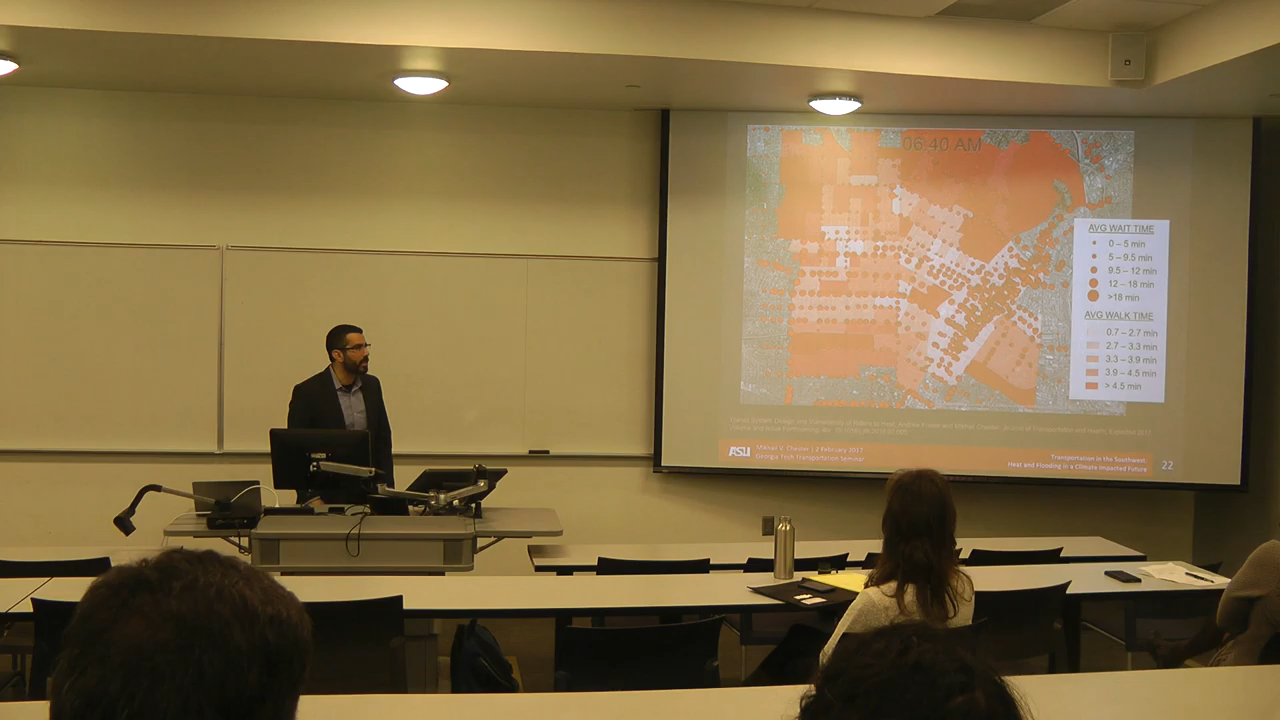 06:40 AM
AVG WAIT TIME
0 – 5 min
5 – 9.5 min
9.5 – 12 min
12 – 18 min
>18 min
AVG WALK TIME
0.7 – 2.7 min
2.7 – 3.3 min
3.3 – 3.9 min
3.9 – 4.5 min
> 4.5 min
ASU
Mikhail V. Chester | 2 February 2017
Georgia Tech Transportation Seminar
Transportation in the Southwest:
Heat and Flooding in a Climate Impacted Future
22